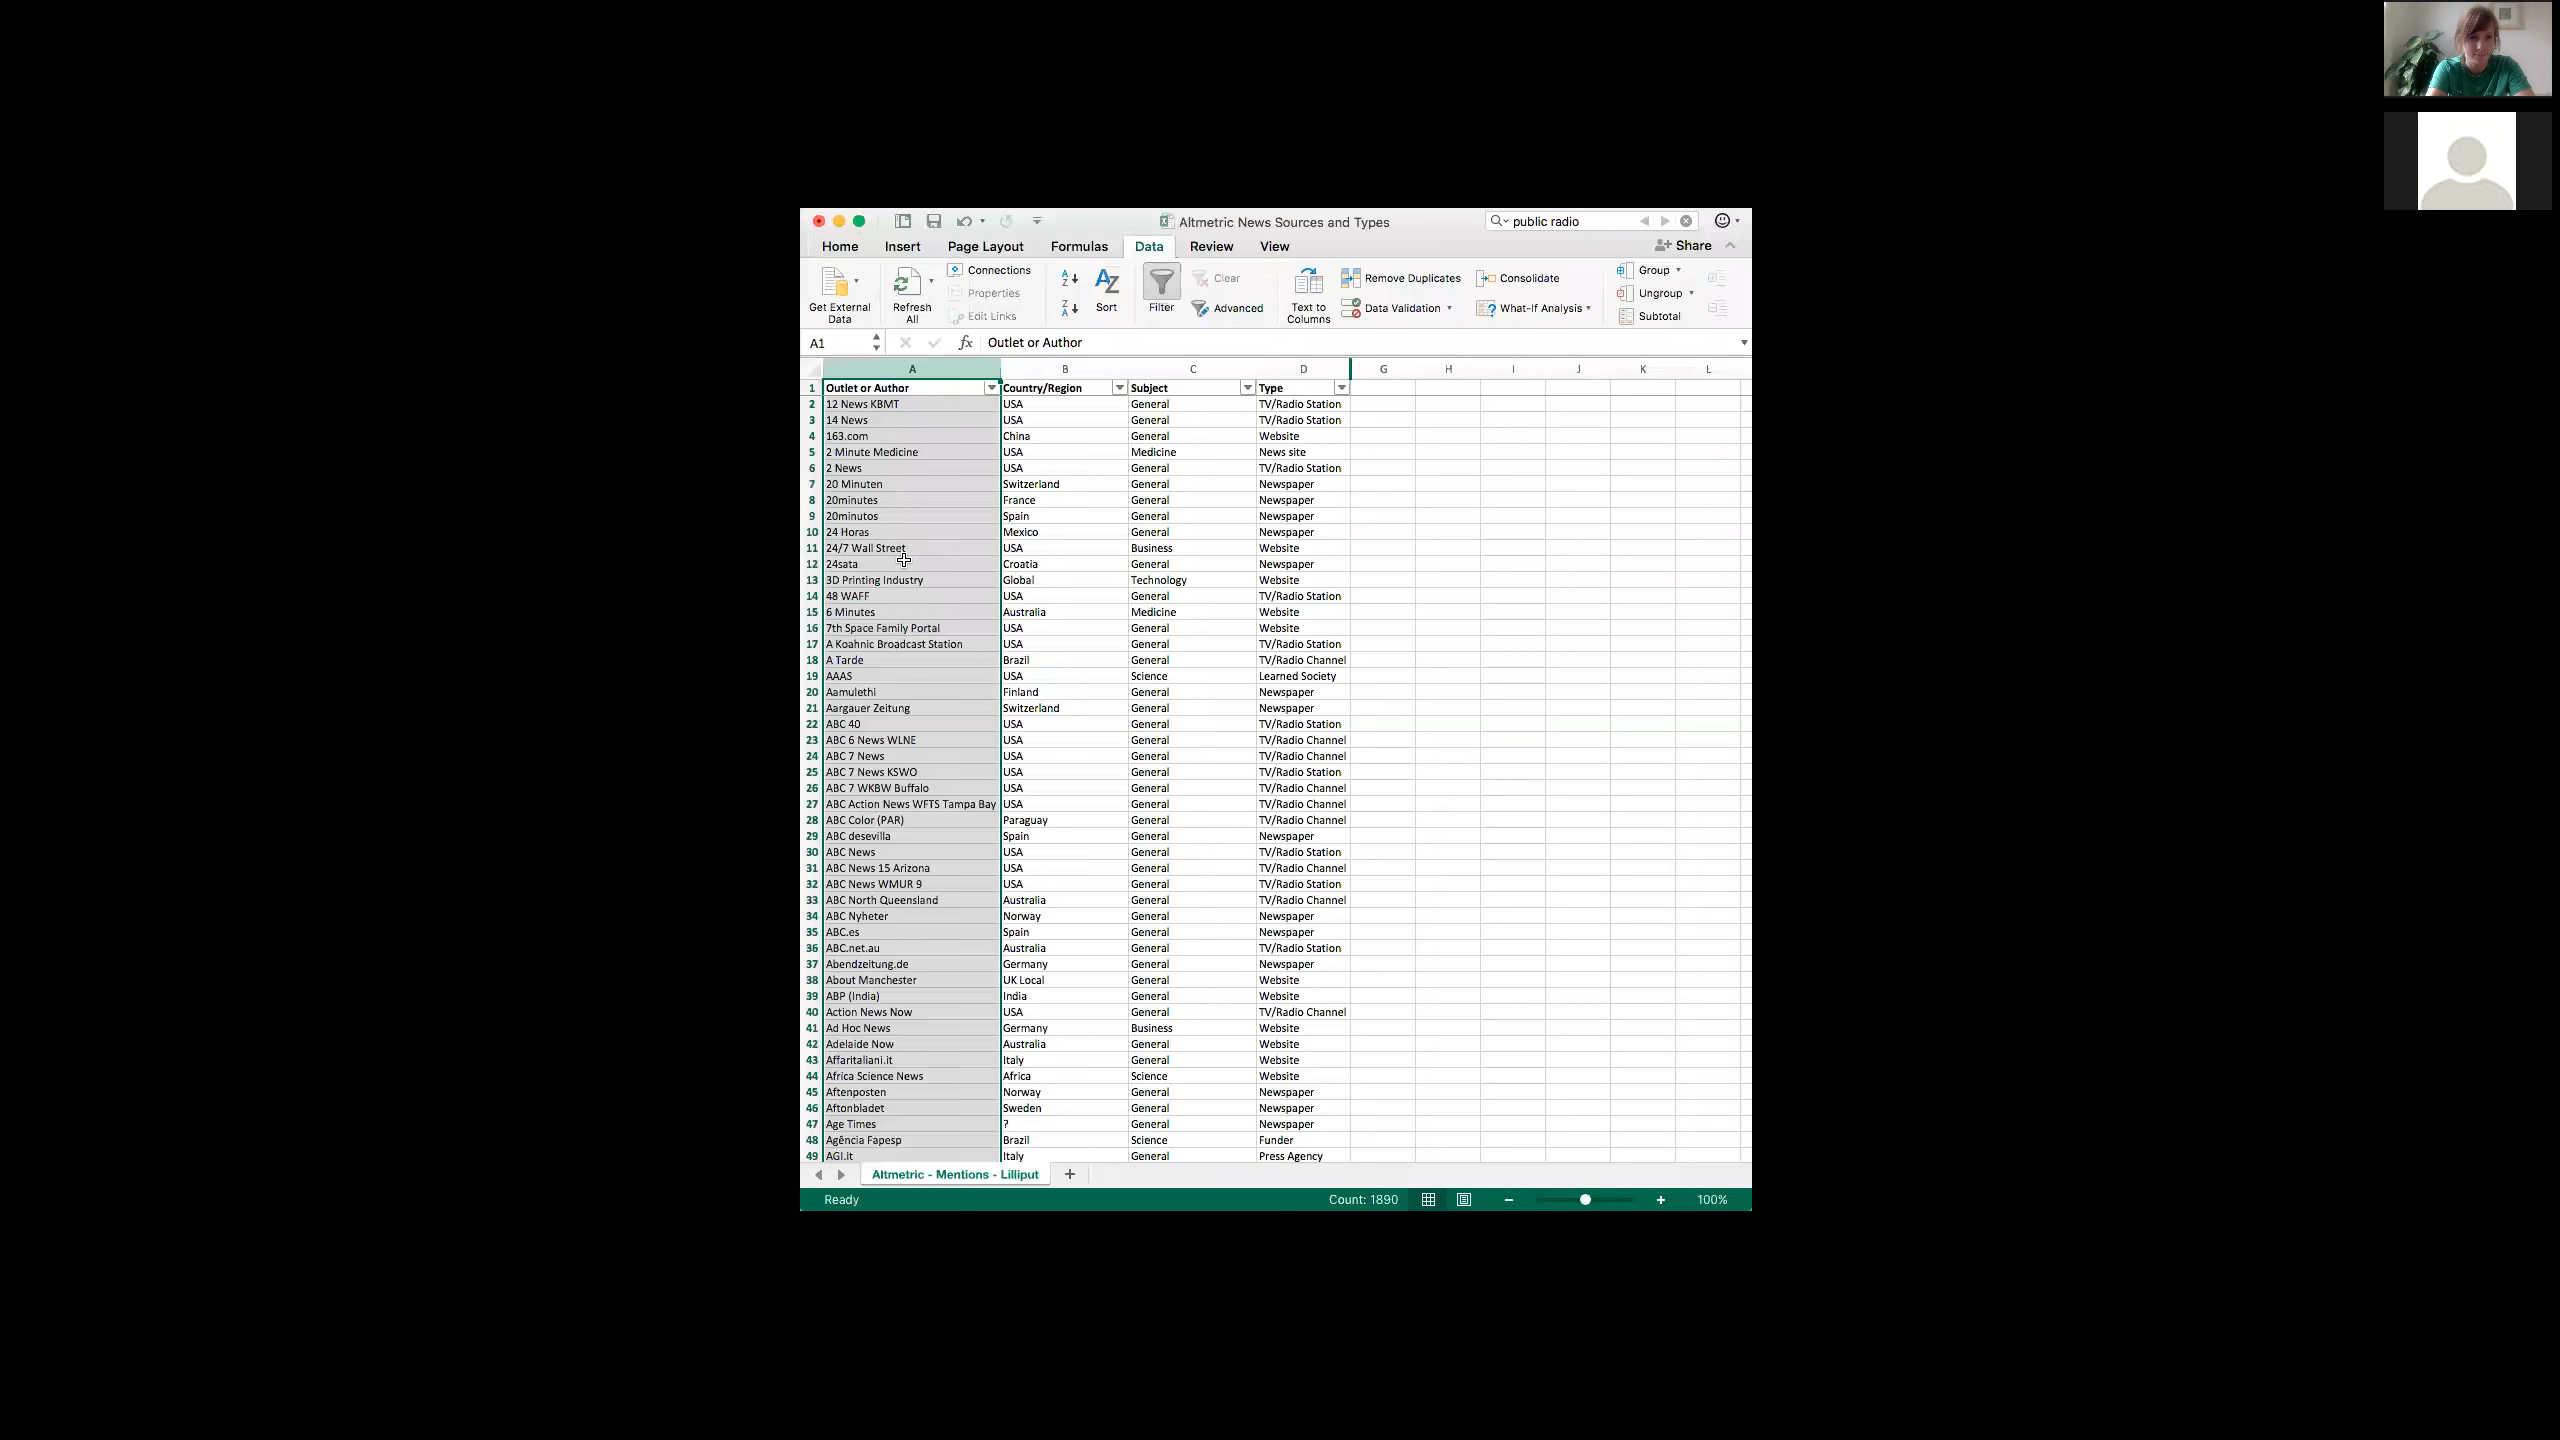 Altmetric News Sources and Types
public radio
Home Insert Page Layout Formulas Data Review View Share
Get External Data
Refresh All
Connections
Properties
Edit Links
Sort
Filter
Clear
Advanced
Text to Columns
Remove Duplicates
Data Validation
Consolidate
What-If Analysis
Group
Ungroup
Subtotal
A1 fx Outlet or Author
A B C D G H I J K L
1 Outlet or Author Country/Region Subject Type
2 12 News KBMT USA General TV/Radio Station
3 14 News USA General TV/Radio Station
4 163.com China General Website
5 2 Minute Medicine USA Medicine News site
6 2 News USA General TV/Radio Station
7 20 Minuten Switzerland General Newspaper
8 20minutes France General Newspaper
9 20minutos Spain General Newspaper
10 24 Horas Mexico General Newspaper
11 24/7 Wall Street USA Business Website
12 24sata Croatia General Newspaper
13 3D Printing Industry Global Technology Website
14 48 WAFF USA General TV/Radio Station
15 6 Minutes Australia Medicine Website
16 7th Space Family Portal USA General Website
17 A Koahnic Broadcast Station USA General TV/Radio Station
18 A Tarde Brazil General TV/Radio Channel
19 AAAS USA Science Learned Society
20 Aamulethi Finland General Newspaper
21 Aargauer Zeitung Switzerland General Newspaper
22 ABC 40 USA General TV/Radio Station
23 ABC 6 News WLNE USA General TV/Radio Channel
24 ABC 7 News USA General TV/Radio Channel
25 ABC 7 News KSWO USA General TV/Radio Station
26 ABC 7 WKBW Buffalo USA General TV/Radio Channel
27 ABC Action News WFTS Tampa Bay USA General TV/Radio Channel
28 ABC Color (PAR) Paraguay General TV/Radio Channel
29 ABC desevilla Spain General Newspaper
30 ABC News USA General TV/Radio Station
31 ABC News 15 Arizona USA General TV/Radio Channel
32 ABC News WMUR 9 USA General TV/Radio Station
33 ABC North Queensland Australia General TV/Radio Channel
34 ABC Nyheter Norway General Newspaper
35 ABC.es Spain General Newspaper
36 ABC.net.au Australia General TV/Radio Station
37 Abendzeitung.de Germany General Newspaper
38 About Manchester UK Local General Website
39 ABP (India) India General Website
40 Action News Now USA General TV/Radio Channel
41 Ad Hoc News Germany Business Website
42 Adelaide Now Australia General Website
43 Affaritaliani.it Italy General Website
44 Africa Science News Africa Science Website
45 Aftenposten Norway General Newspaper
46 Aftonbladet Sweden General Newspaper
47 Age Times ? General Newspaper
48 Agência Fapesp Brazil Science Funder
49 AGI.it Italy General Press Agency
Altmetric - Mentions - Lilliput
Ready Count: 1890 100%